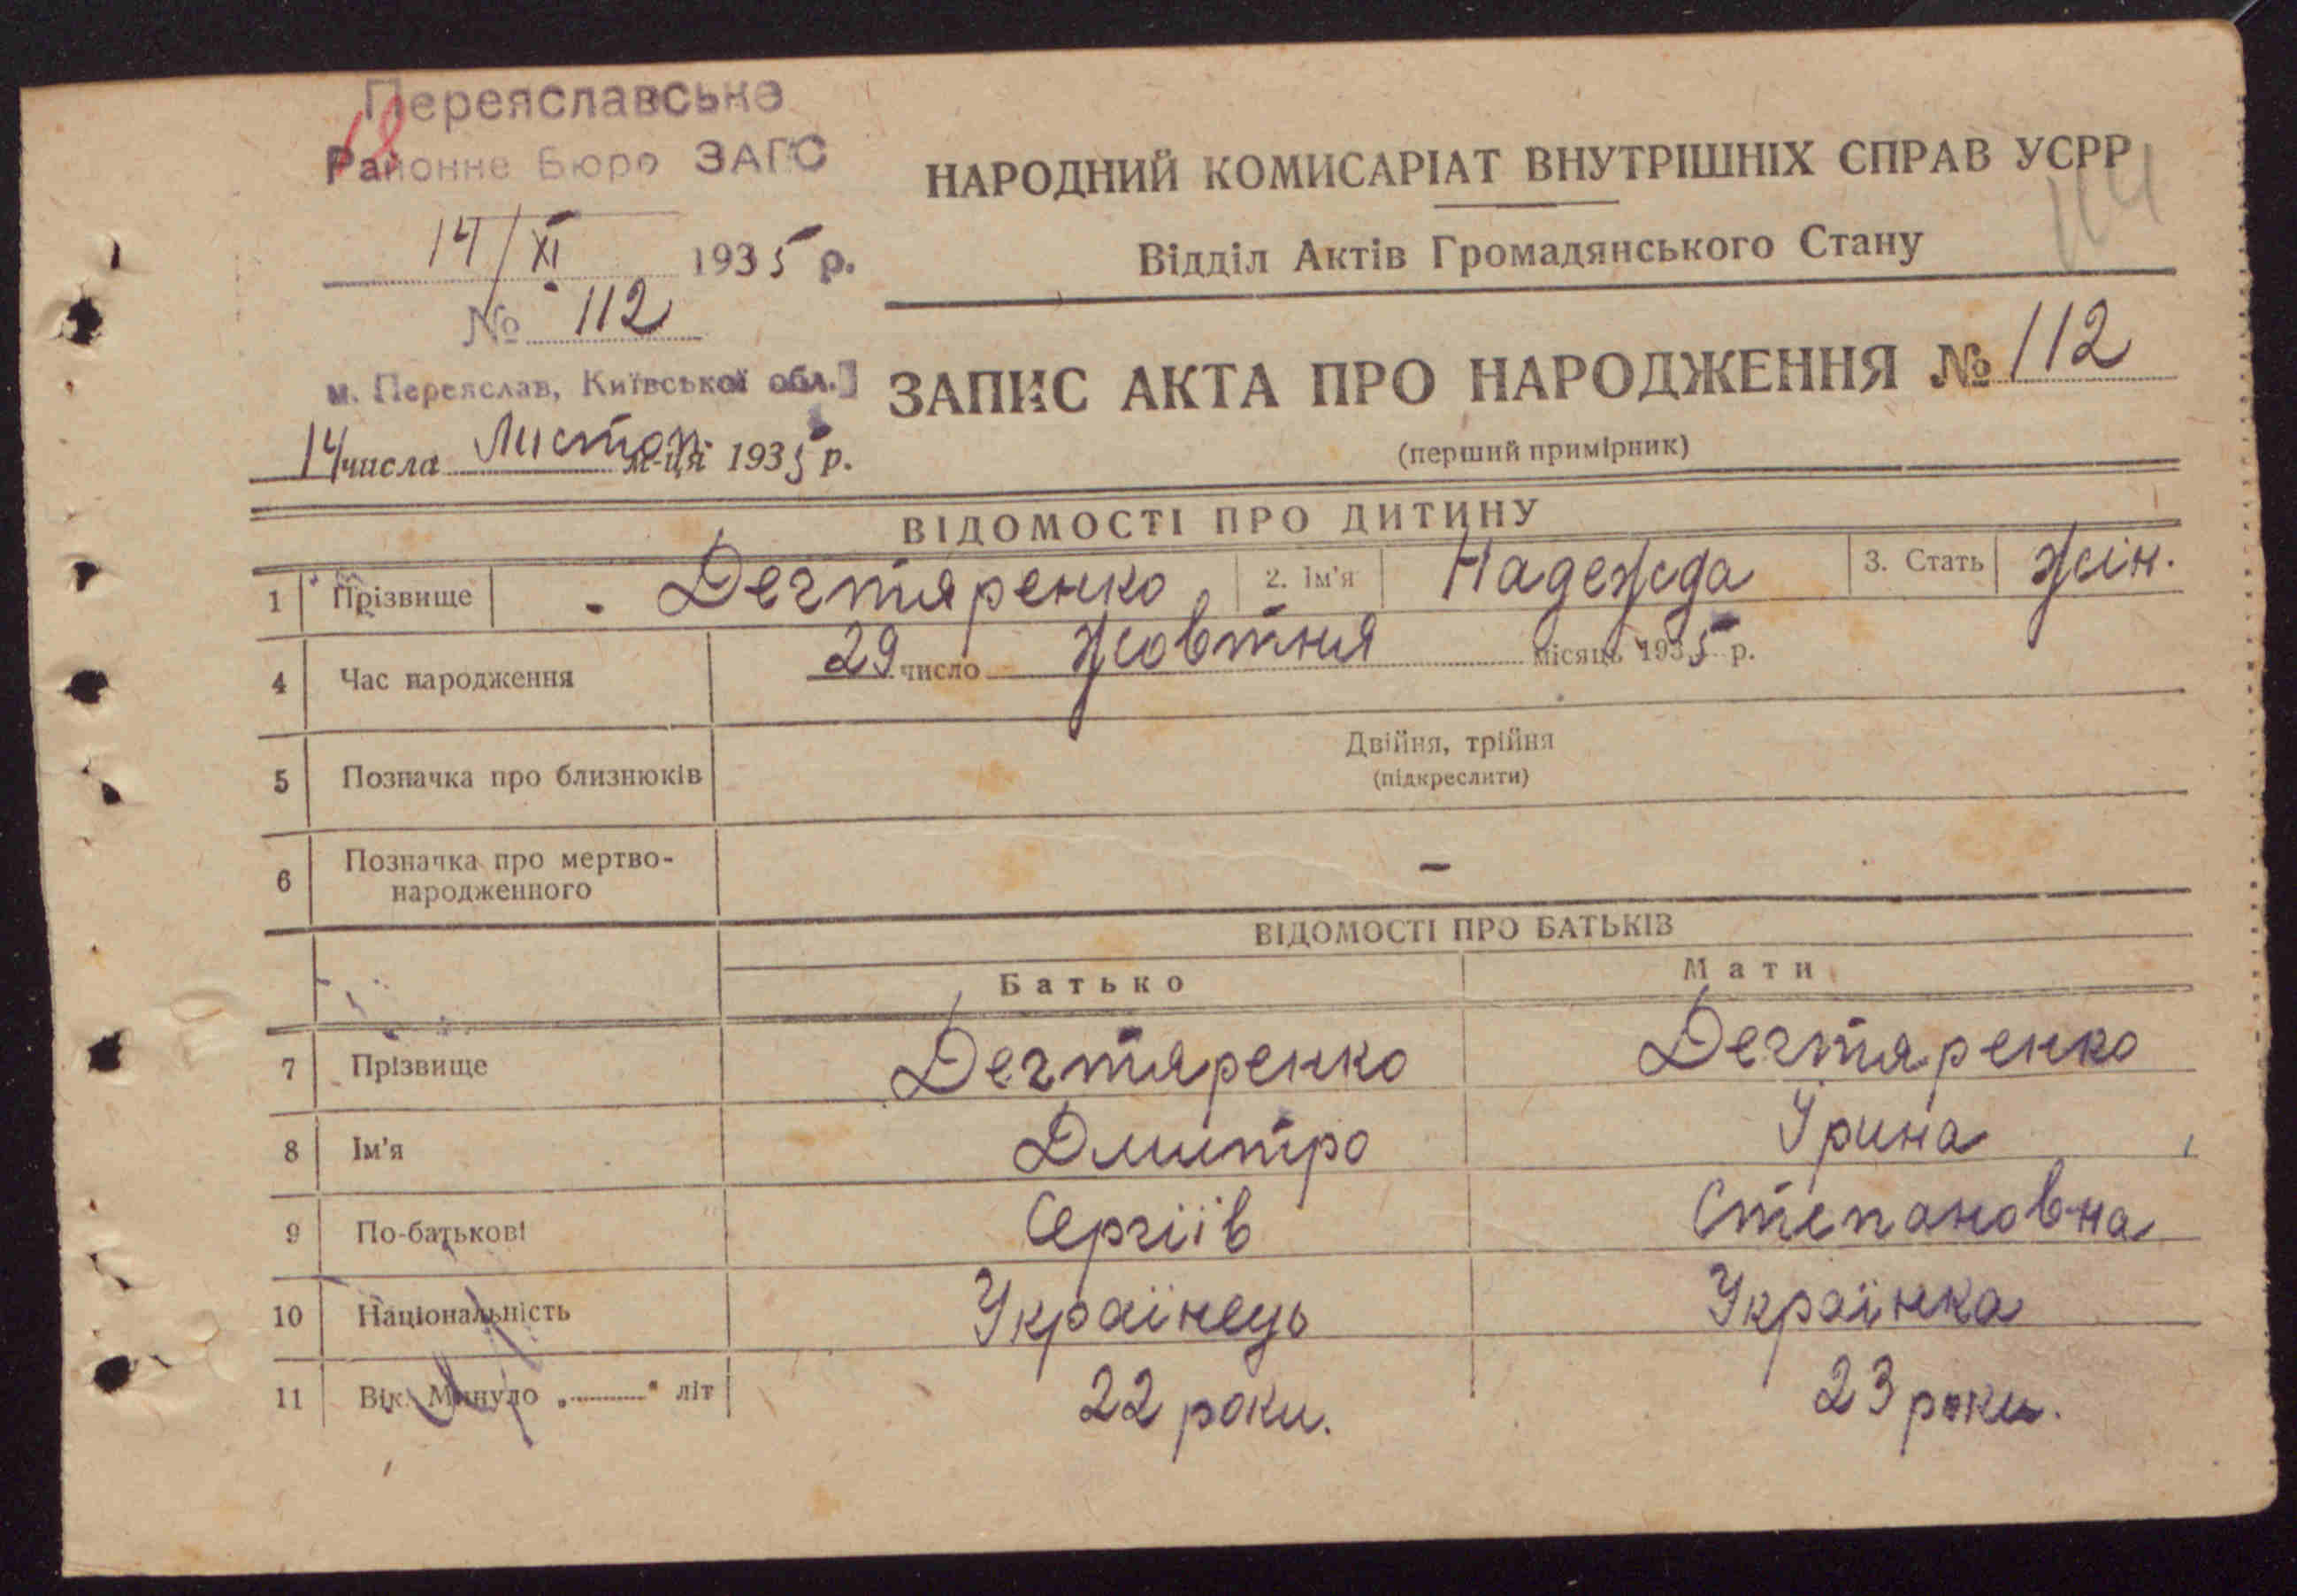 Переяславське
18
Районне Бюро ЗАГС
14/XI 1935 р.
№ 112
м. Переяслав, Київської обл.
14 числа Листоп м-ця 1935 р.
НАРОДНИЙ КОМИСАРІАТ ВНУТРІШНІХ СПРАВ УСРР
114
Відділ Актів Громадянського Стану
ЗАПИС АКТА ПРО НАРОДЖЕННЯ № 112
(перший примірник)
ВІДОМОСТІ ПРО ДИТИНУ
1 Прізвище Дегтяренко 2. Ім'я Надежда 3. Стать жін.
4 Час народження 29 число жовтня місяць 1935 р.
5 Позначка про близнюків Двійня, трійня
(підкреслити)
6 Позначка про мертво-
народженного –
ВІДОМОСТІ ПРО БАТЬКІВ
Батько Мати
7 Прізвище Дегтяренко Дегтяренко
8 Ім'я Дмитро Ірина
9 По-батькові Сергіїв Степановна
10 Національність Українець Українка
11 Вік. Минуло „ “ літ 22 роки. 23 роки.